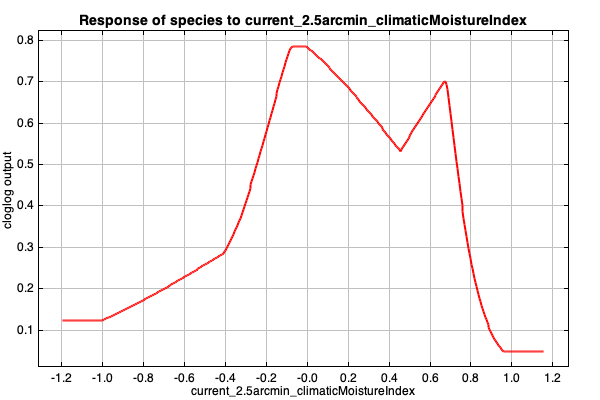 Response of species to current_2.5arcmin_climaticMoistureIndex
cloglog output
0.8
0.7
0.6
0.5
0.4
0.3
0.2
0.1
-1.2 -1.0 -0.8 -0.6 -0.4 -0.2 -0.0 0.2 0.4 0.6 0.8 1.0 1.2
current_2.5arcmin_climaticMoistureIndex